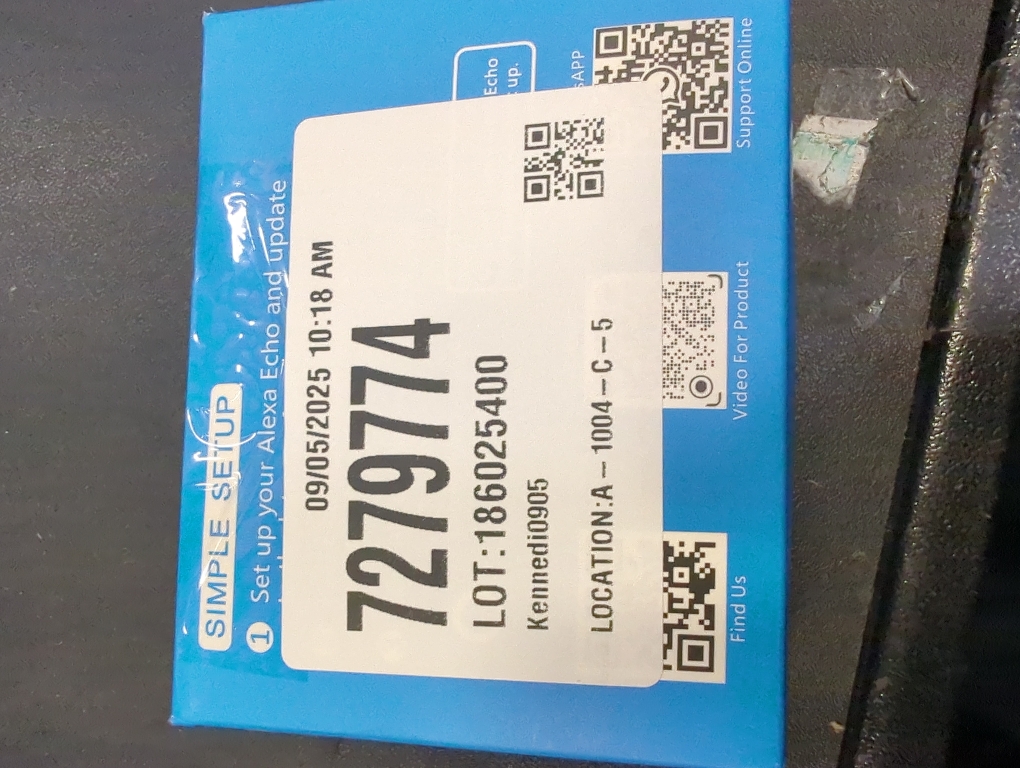 SIMPLE SETUP
1 Set up your Alexa Echo and update
Echo
up.
09/05/2025 10:18 AM
7279774
LOT:186025400
Kennedi0905
LOCATION:A – 1004 – C – 5
Find Us
Video For Product
Support Online